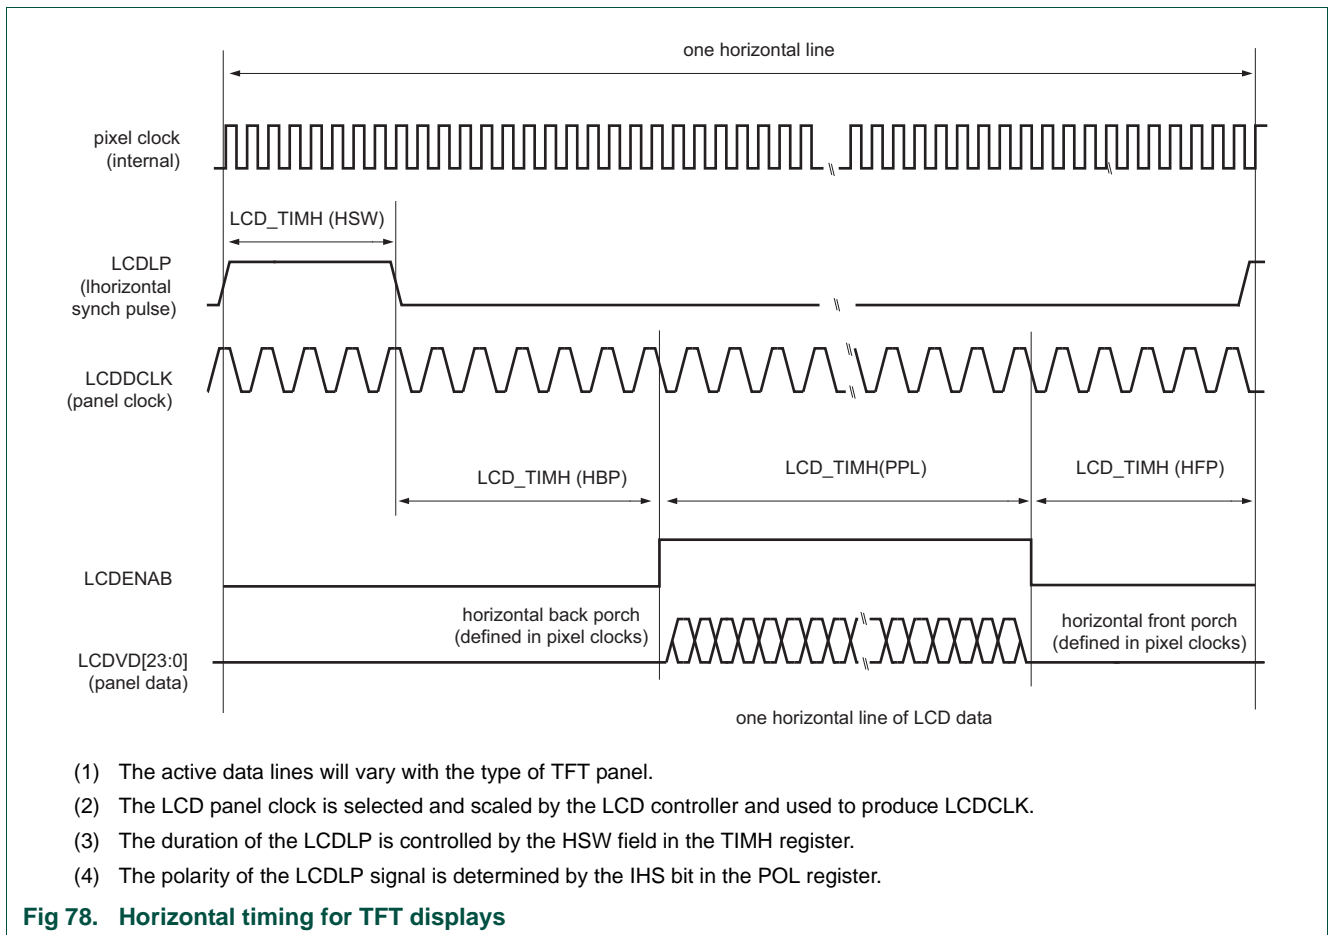 one horizontal line
pixel clock
(internal)
LCD_TIMH (HSW)
LCDLP
(lhorizontal
synch pulse)
LCDDCLK
(panel clock)
LCD_TIMH (HBP)
LCD_TIMH(PPL)
LCD_TIMH (HFP)
LCDENAB
horizontal back porch
(defined in pixel clocks)
horizontal front porch
(defined in pixel clocks)
LCDVD[23:0]
(panel data)
one horizontal line of LCD data
(1) The active data lines will vary with the type of TFT panel.
(2) The LCD panel clock is selected and scaled by the LCD controller and used to produce LCDCLK.
(3) The duration of the LCDLP is controlled by the HSW field in the TIMH register.
(4) The polarity of the LCDLP signal is determined by the IHS bit in the POL register.
Fig 78. Horizontal timing for TFT displays